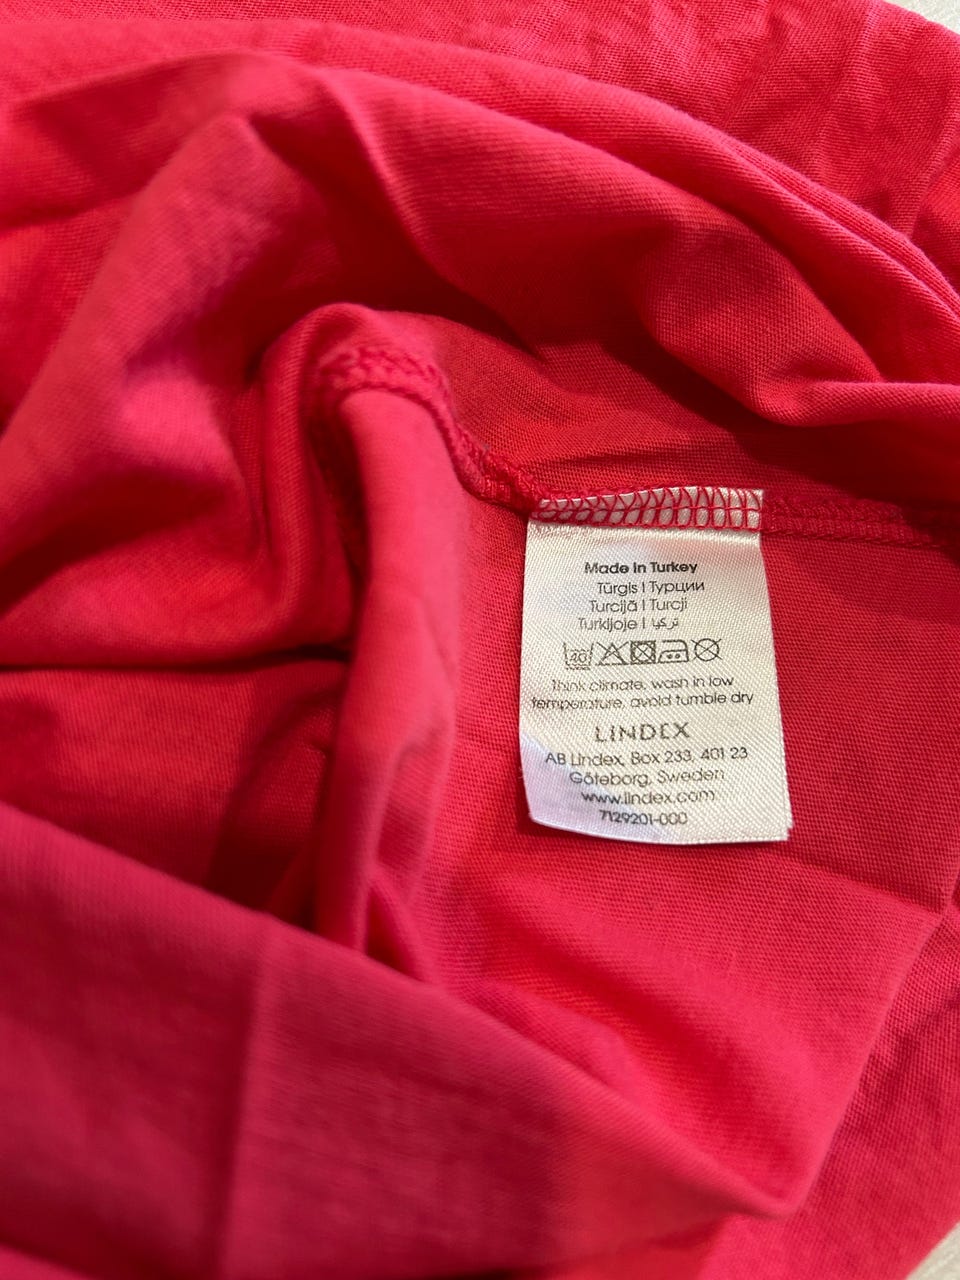 Made in Turkey
Türgis | Турции
Turcijā | Turcji
Turkijoje | تركيا
40
Think climate, wash in low
temperature, avoid tumble dry
LINDEX
AB Lindex, Box 233, 401 23
Göteborg, Sweden
www.lindex.com
7129201-000